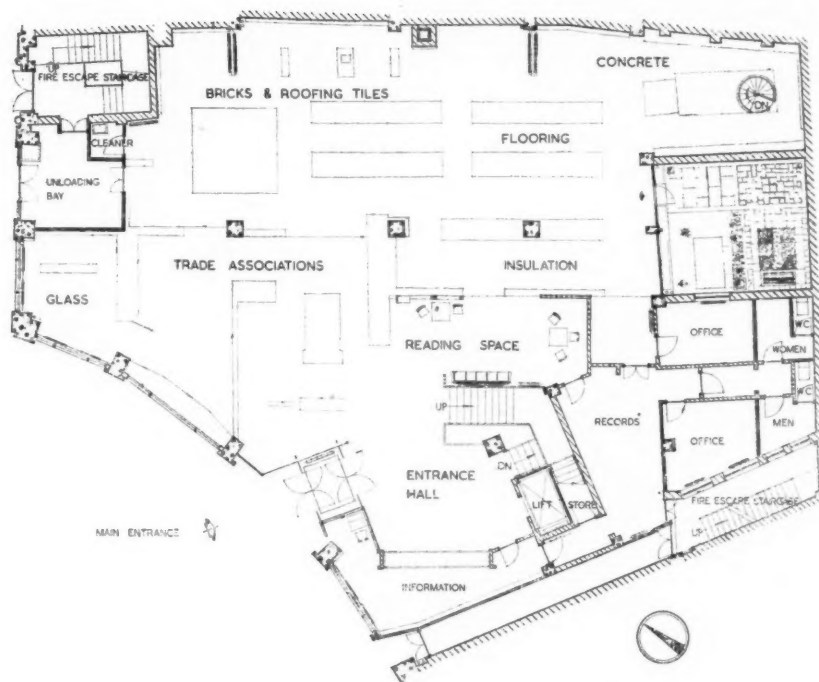 UP
FIRE ESCAPE STAIRCASE
CONCRETE
BRICKS & ROOFING TILES
DN
FLOORING
CLEANER
UNLOADING
BAY
TRADE ASSOCIATIONS
INSULATION
GLASS
READING SPACE
OFFICE
WC
WOMEN
WC
UP
RECORDS
MEN
OFFICE
ENTRANCE
HALL
DN
LIFT
STORE
FIRE ESCAPE STAIRCASE
UP
MAIN ENTRANCE
INFORMATION